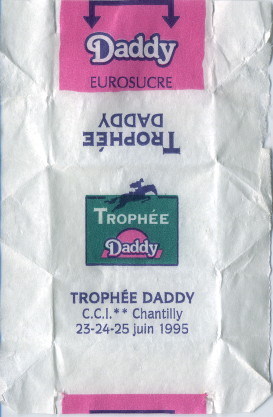 Daddy
EUROSUCRE
TROPHÉE
DADDY
TROPHÉE
Daddy
TROPHÉE DADDY
C.C.I.** Chantilly
23-24-25 juin 1995